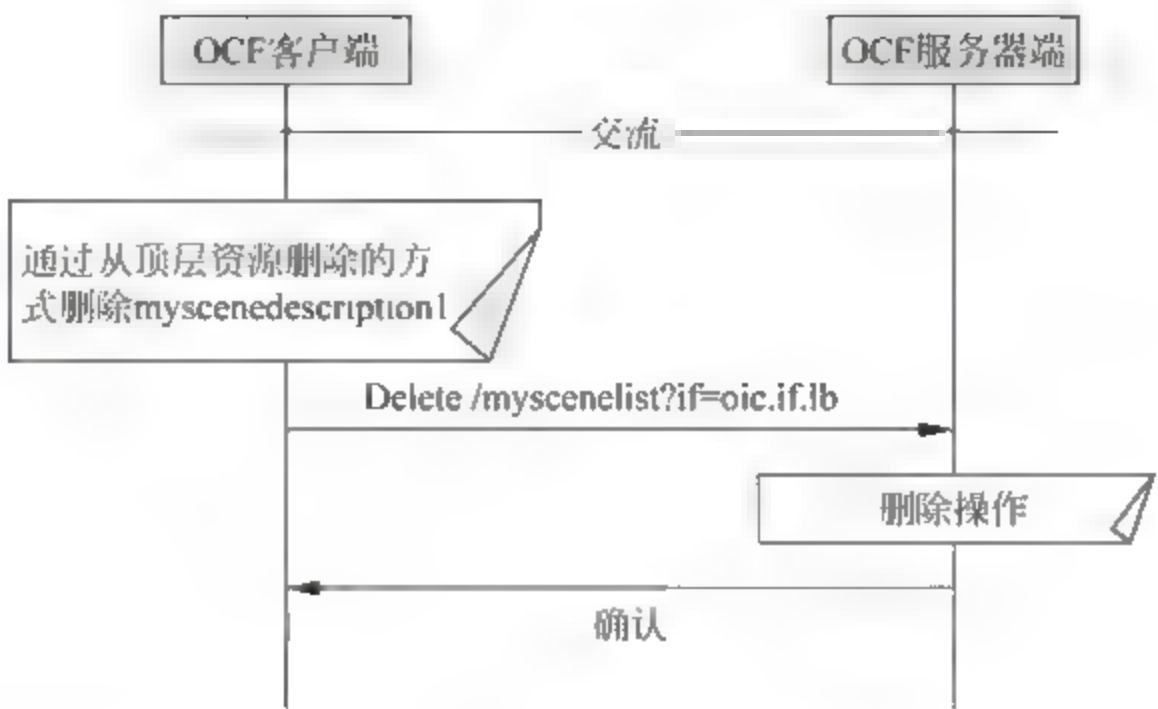 OCF客户端
OCF服务器端
交流
通过从顶层资源删除的方
式删除myscenedescription1
Delete /myscenelist?if=oic.if.lb
删除操作
确认